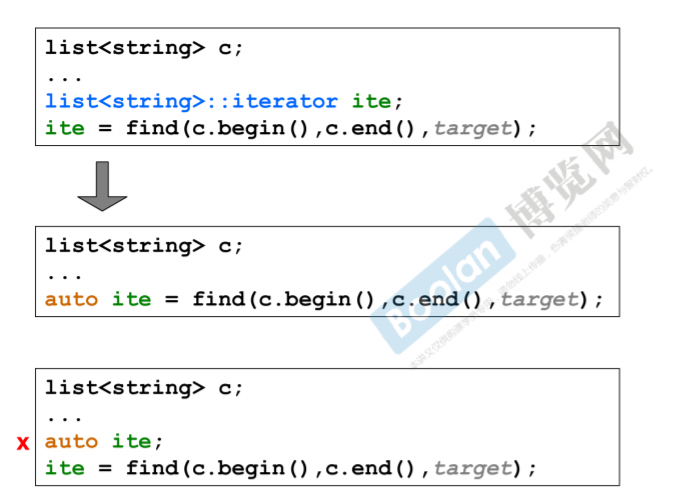 list<string> c;
...
list<string>::iterator ite;
ite = find(c.begin(),c.end(),target);
list<string> c;
...
auto ite = find(c.begin(),c.end(),target);
Boolan 博览网
list<string> c;
...
x auto ite;
ite = find(c.begin(),c.end(),target);